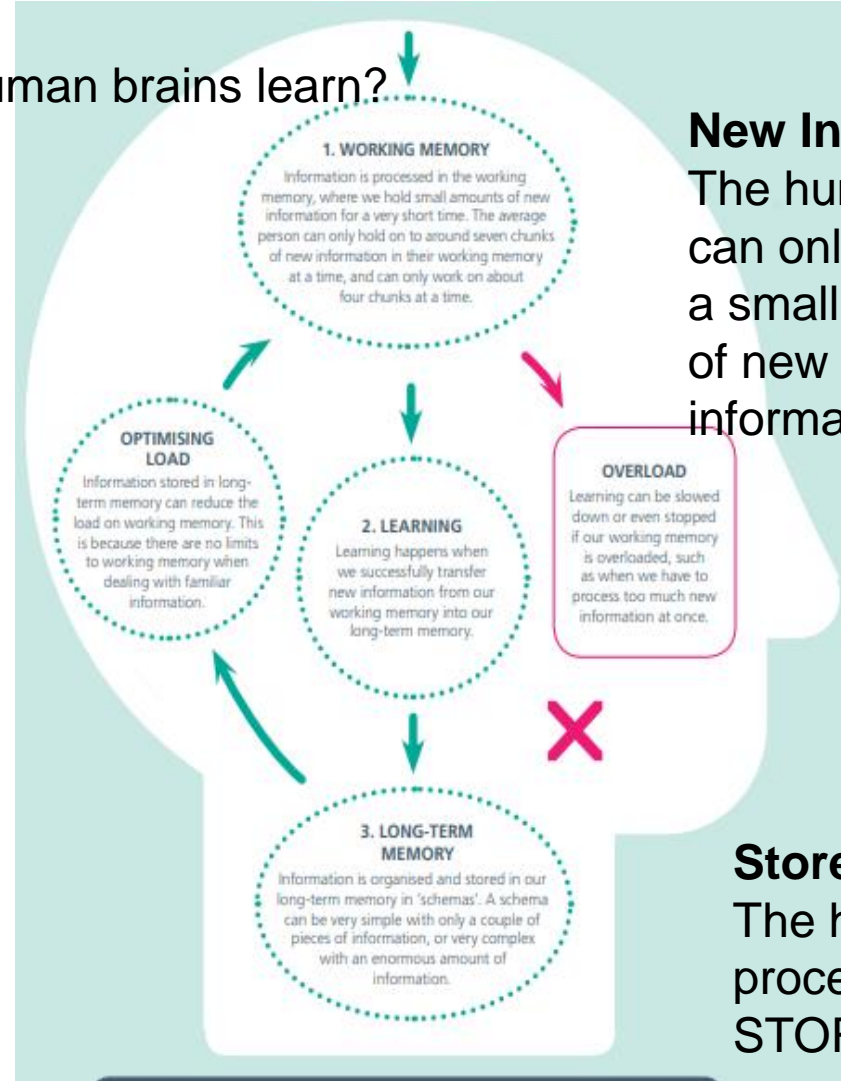 uman brains learn?
1. WORKING MEMORY
Information is processed in the working
memory, where we hold small amounts of new
information for a very short time. The average
person can only hold on to around seven chunks
of new information in their working memory
at a time, and can only work on about
four chunks at a time.
New In
The hur
can onl
a small
of new
informa
OPTIMISING
LOAD
Information stored in long-
term memory can reduce the
load on working memory. This
is because there are no limits
to working memory when
dealing with familiar
information.
2. LEARNING
Learning happens when
we successfully transfer
new information from our
working memory into our
long-term memory.
OVERLOAD
Learning can be slowed
down or even stopped
if our working memory
is overloaded, such
as when we have to
process too much new
information at once.
3. LONG-TERM
MEMORY
Information is organised and stored in our
long-term memory in 'schemas'. A schema
can be very simple with only a couple of
pieces of information, or very complex
with an enormous amount of
information.
Store
The h
proce
STOF